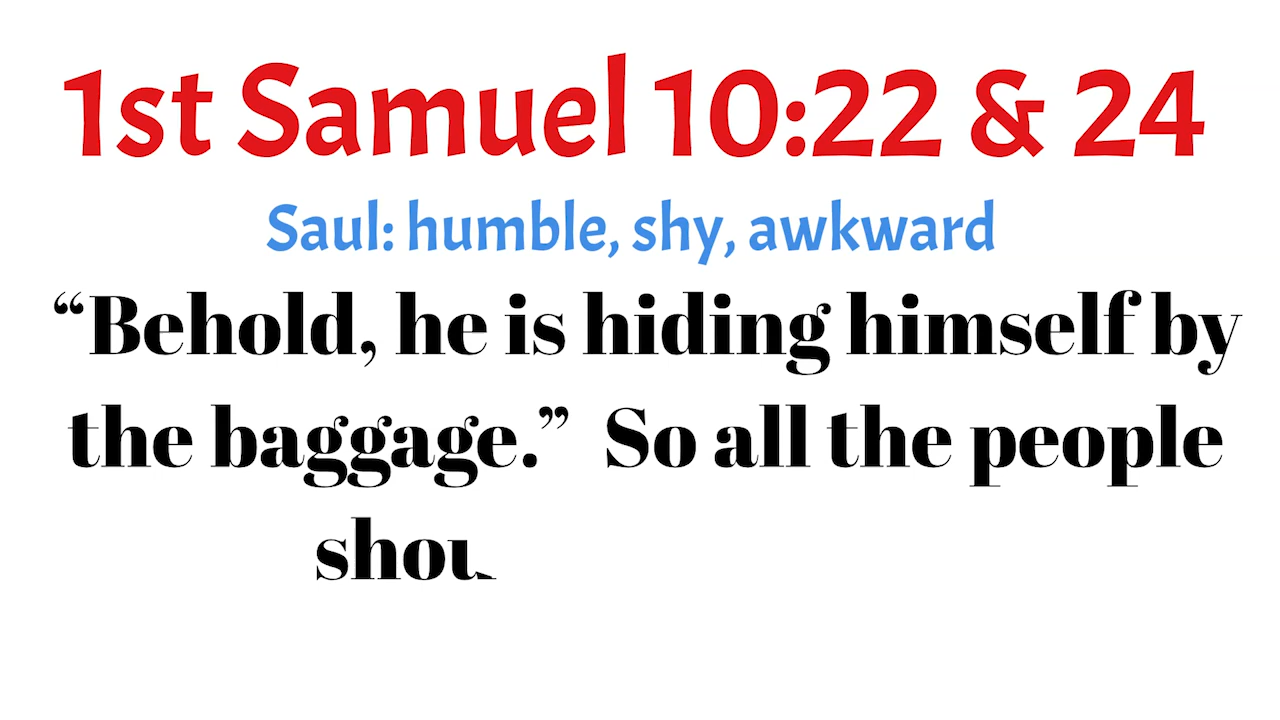 1st Samuel 10:22 & 24
Saul: humble, shy, awkward
“Behold, he is hiding himself by
the baggage.” So all the people